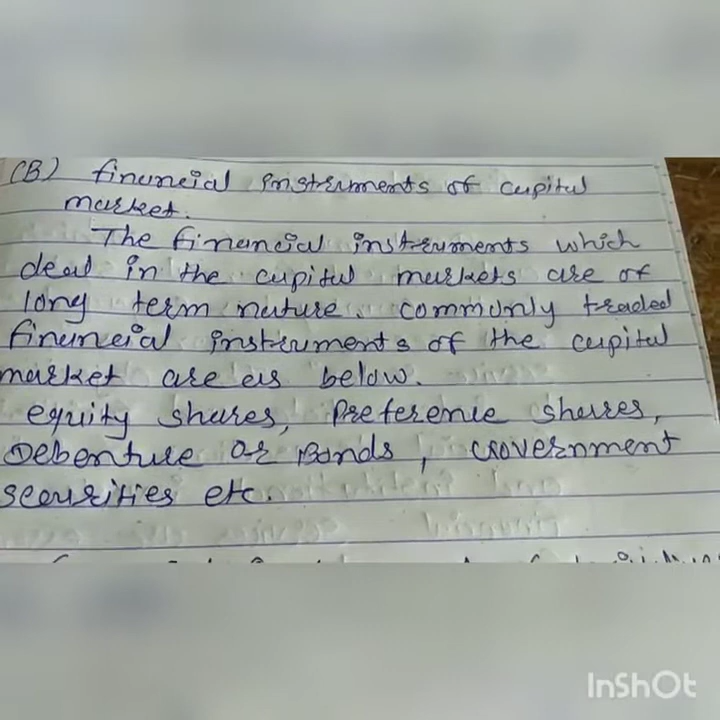 (B) financial instruments of capital
market.
The financial instruments which
deal in the capital markets are of
long term nature. commonly traded
financial instruments of the capital
market are as below.
equity shares, Preference shares,
Debenture or Bonds, Government
securities etc.
InShOt